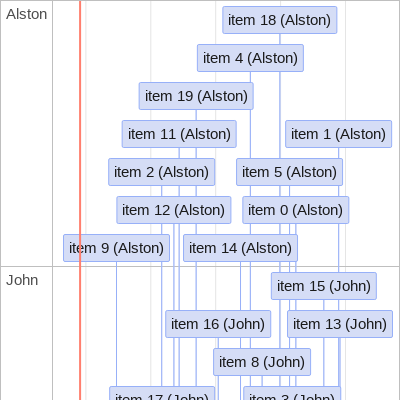 Alston
item 18 (Alston)
item 4 (Alston)
item 19 (Alston)
item 11 (Alston)
item 1 (Alston)
item 2 (Alston)
item 5 (Alston)
item 12 (Alston)
item 0 (Alston)
item 9 (Alston)
item 14 (Alston)
John
item 15 (John)
item 16 (John)
item 13 (John)
item 8 (John)
item 17 (John)
item 3 (John)